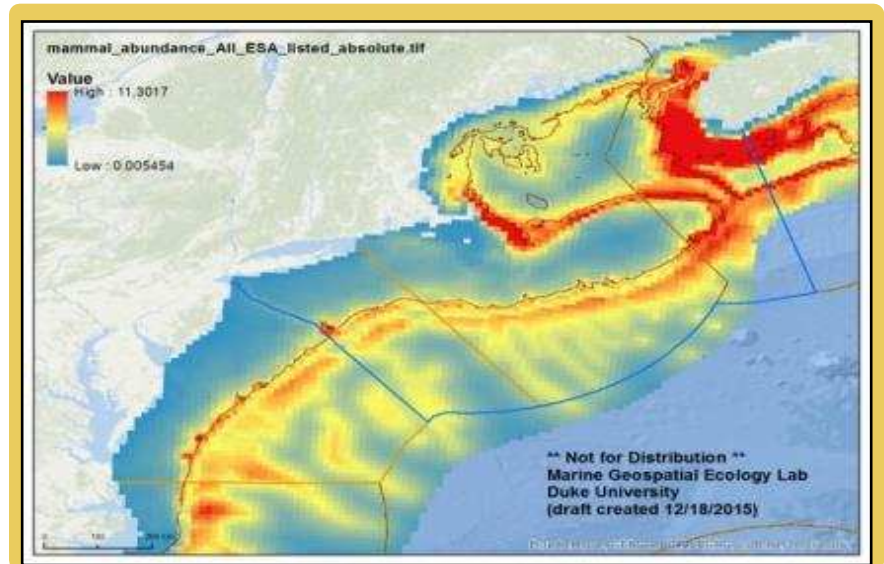 mammal_abundance_All_ESA_listed_absolute.tif
Value
High : 11.3017
Low : 0.005454
** Not for Distribution **
Marine Geospatial Ecology Lab
Duke University
(draft created 12/18/2015)
0